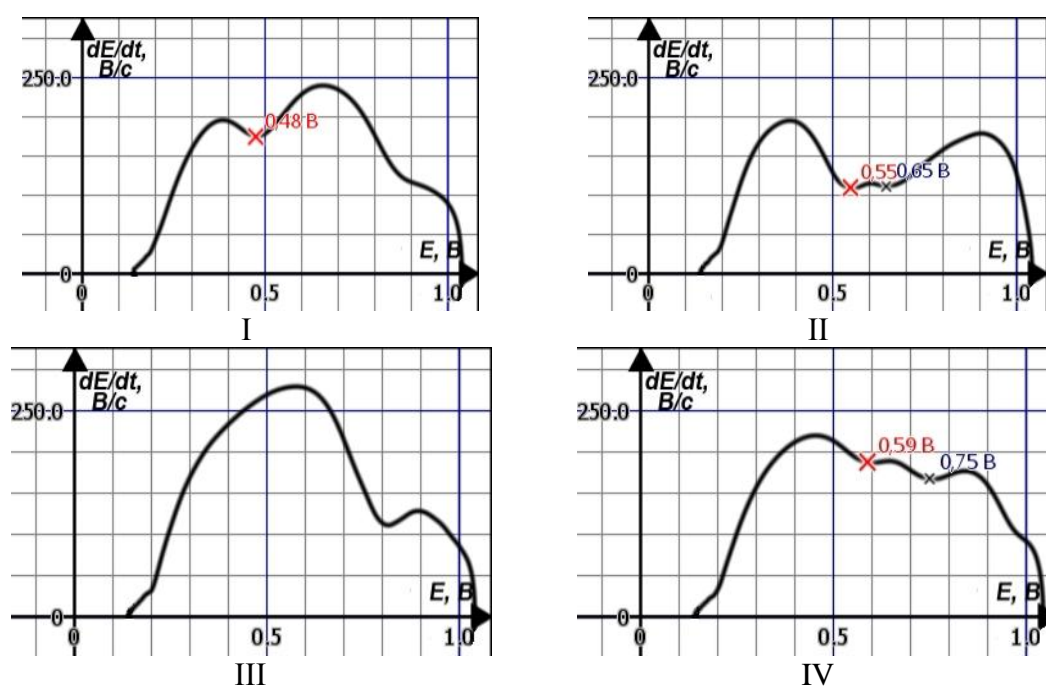 dE/dt,
B/c
250.0
0,48 B
E, B
0
0
0.5
1.0
I
dE/dt,
B/c
250.0
0,55
0,65 B
E, B
0
0
0.5
1.0
II
dE/dt,
B/c
250.0
E, B
0
0
0.5
1.0
III
dE/dt,
B/c
250.0
0,59 B
0,75 B
E, B
0
0
0.5
1.0
IV